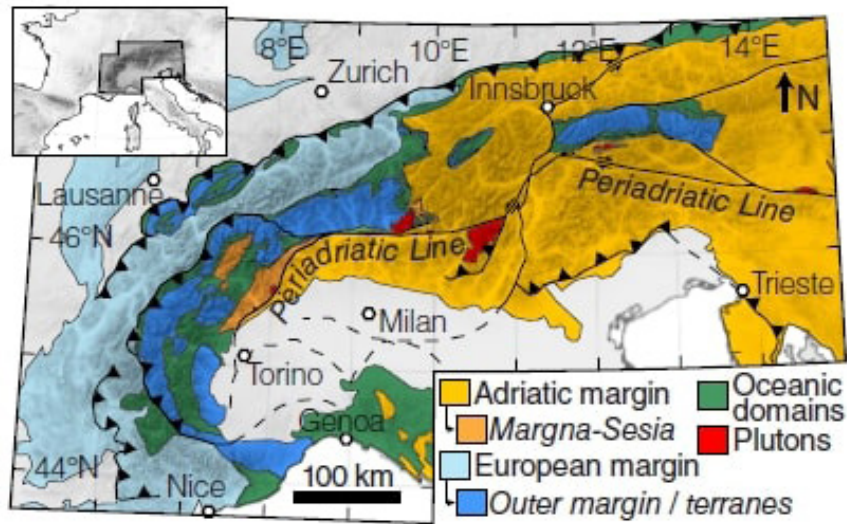 8°E
10°E
12°E
14°E
Zurich
Innsbruck
N
Lausanne
46°N
Periadriatic Line
Periadriatic Line
Trieste
Milan
Torino
Genoa
44°N
Nice
100 km
Adriatic margin
Margna-Sesia
European margin
Outer margin / terranes
Oceanic
domains
Plutons